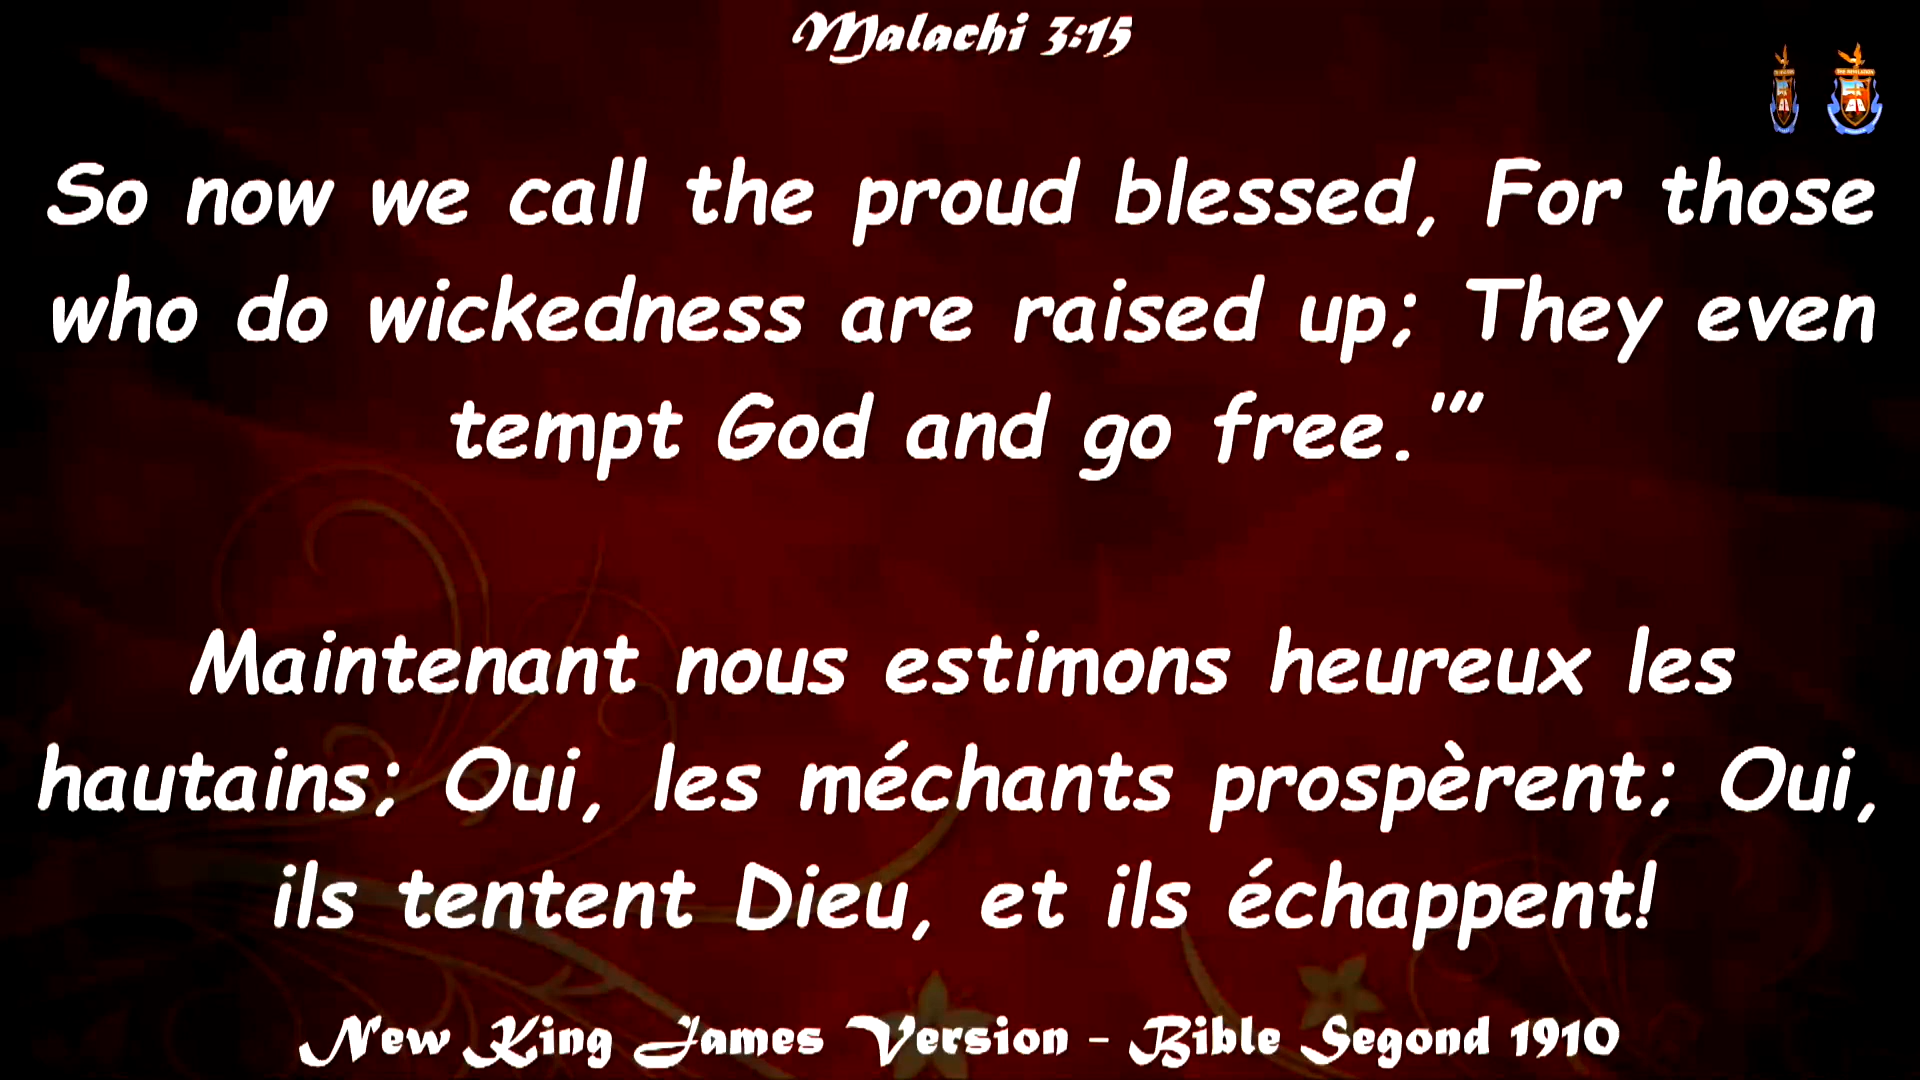 Malachi 3:15
So now we call the proud blessed, For those
who do wickedness are raised up; They even
tempt God and go free.’”
Maintenant nous estimons heureux les
hautains; Oui, les méchants prospèrent; Oui,
ils tentent Dieu, et ils échappent!
New King James Version - Bible Segond 1910